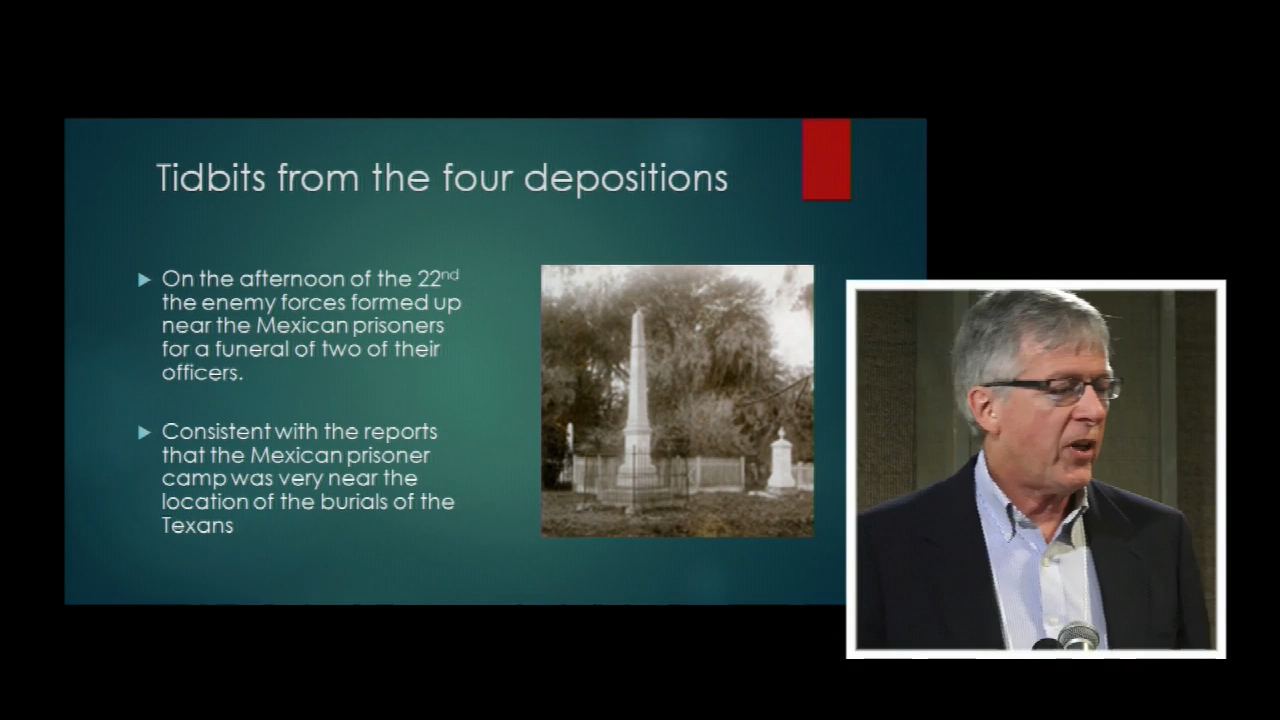 Tidbits from the four depositions
On the afternoon of the 22nd
the enemy forces formed up
near the Mexican prisoners
for a funeral of two of their
officers.
Consistent with the reports
that the Mexican prisoner
camp was very near the
location of the burials of the
Texans